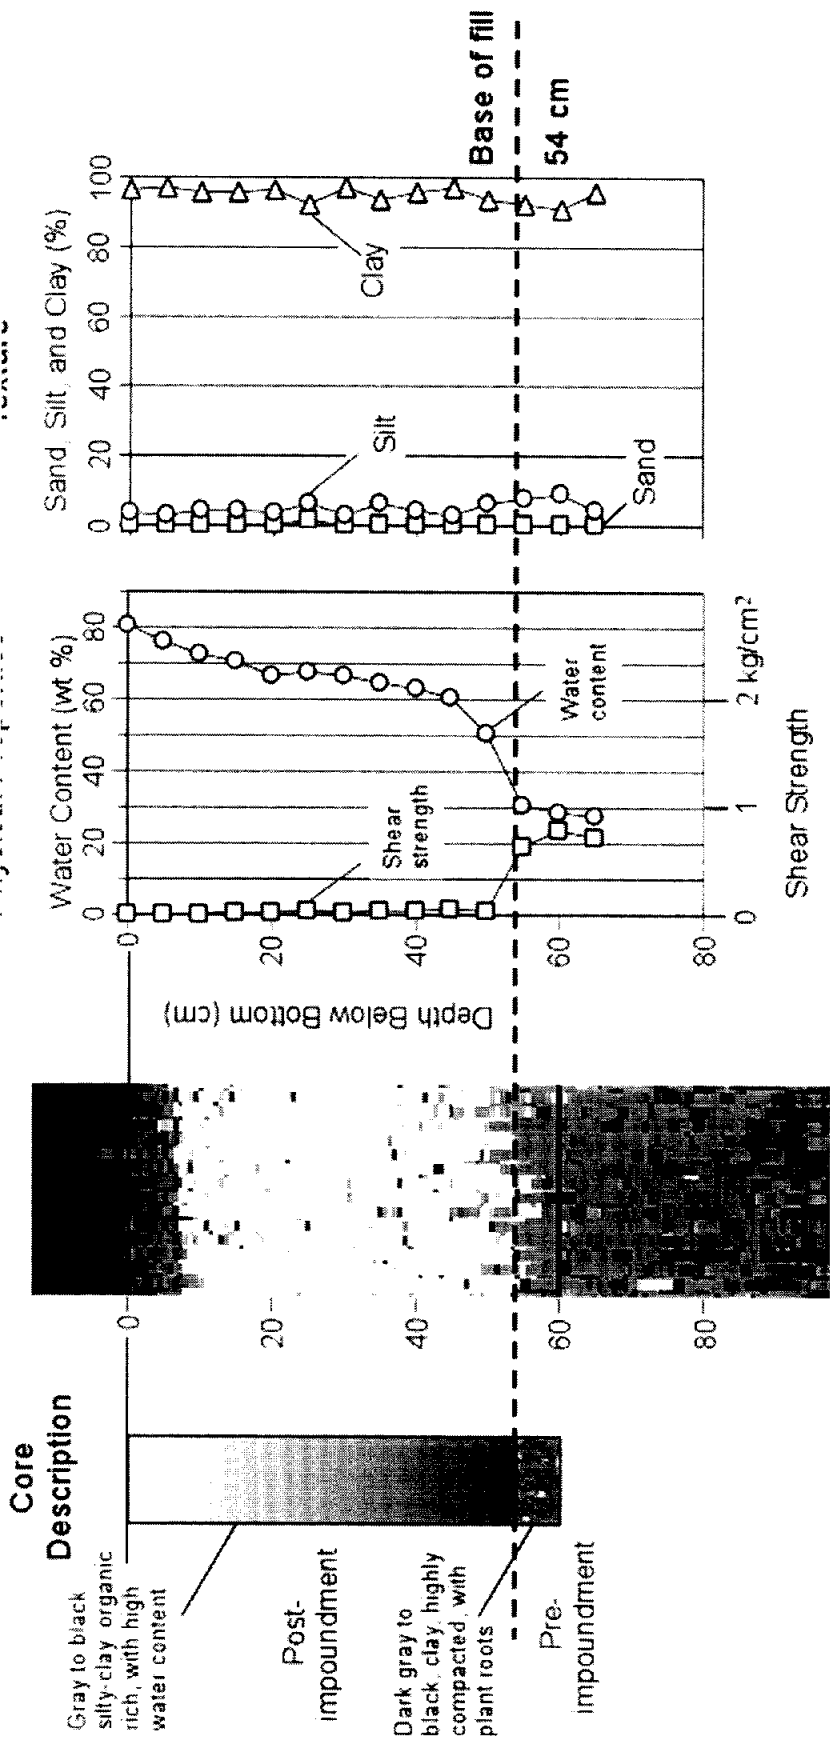 Core
Description
Gray to black
silty-clay organic
rich, with high
water content
Post-
impoundment
Dark gray to
black, clay, highly
compacted, with
plant roots
Pre-
impoundment
0
20
40
60
80
Depth Below Bottom (cm)
0
20
40
60
80
Water Content (wt %)
0
20
40
60
80
Shear
strength
Water
content
0
1
2 kg/cm²
Shear Strength
Sand, Silt, and Clay (%)
0
20
40
60
80
100
Silt
Clay
Sand
Base of fill
54 cm